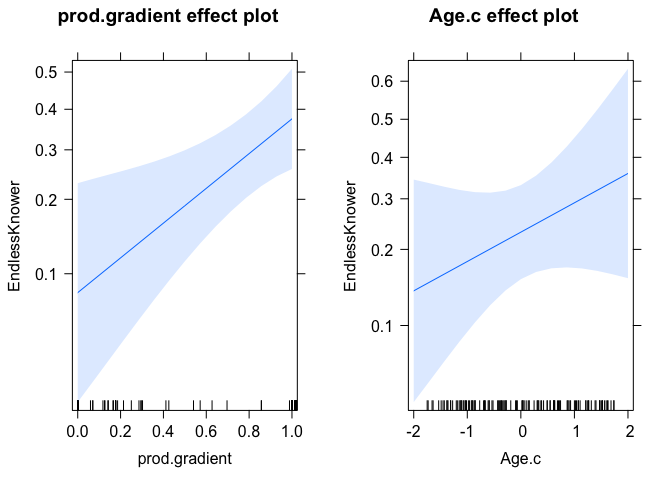 prod.gradient effect plot
EndlessKnower
0.5
0.4
0.3
0.2
0.1
0.0 0.2 0.4 0.6 0.8 1.0
prod.gradient
Age.c effect plot
EndlessKnower
0.6
0.5
0.4
0.3
0.2
0.1
-2 -1 0 1 2
Age.c